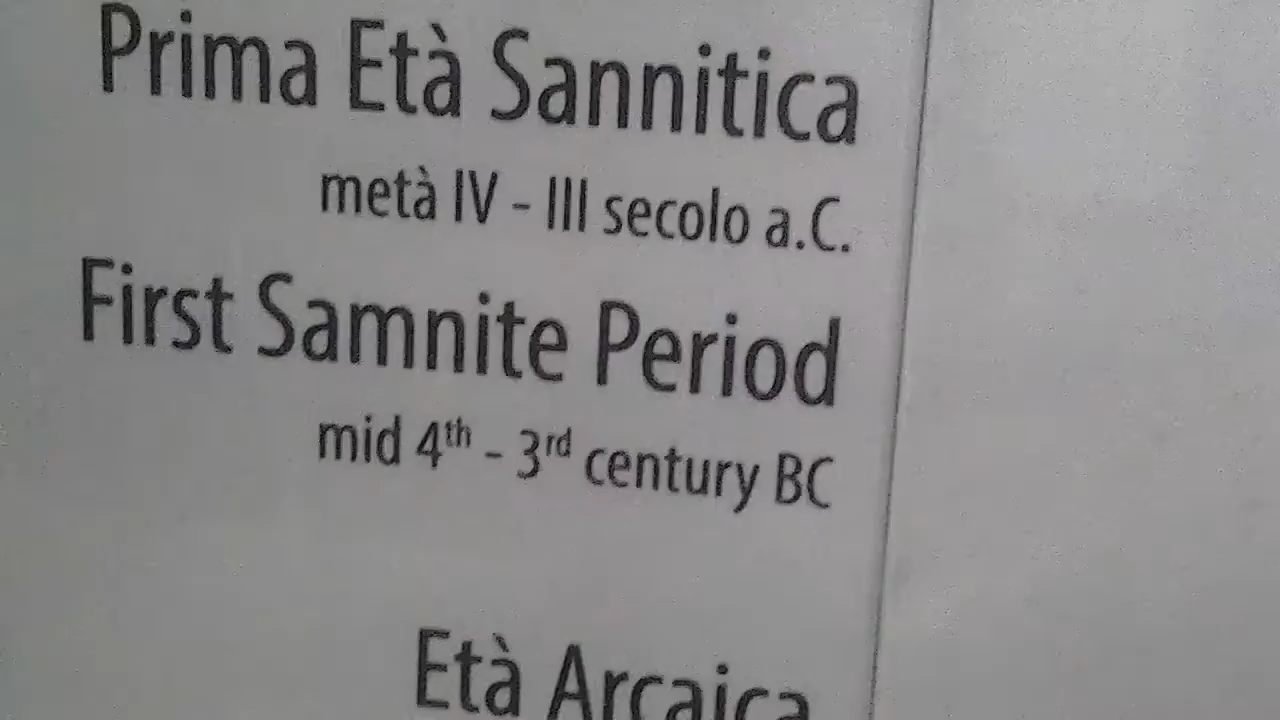 Prima Età Sannitica
metà IV - III secolo a.C.
First Samnite Period
mid 4th - 3rd century BC
Età Arcaica